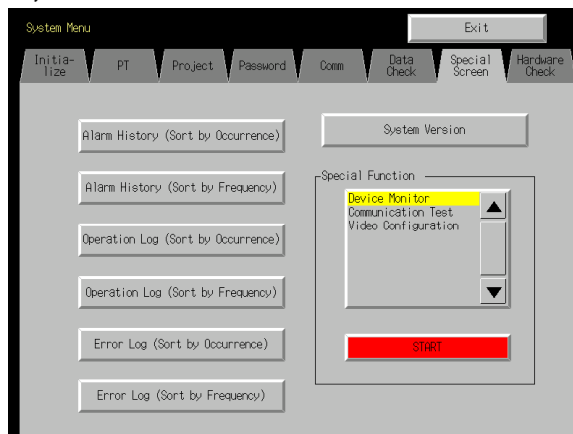 System Menu
Exit
Initia-
lize
PT
Project
Password
Comm
Data
Check
Special
Screen
Hardware
Check
Alarm History (Sort by Occurrence)
System Version
Alarm History (Sort by Frequency)
Special Function
Device Monitor
Communication Test
Video Configuration
Operation Log (Sort by Occurrence)
Operation Log (Sort by Frequency)
Error Log (Sort by Occurrence)
START
Error Log (Sort by Frequency)